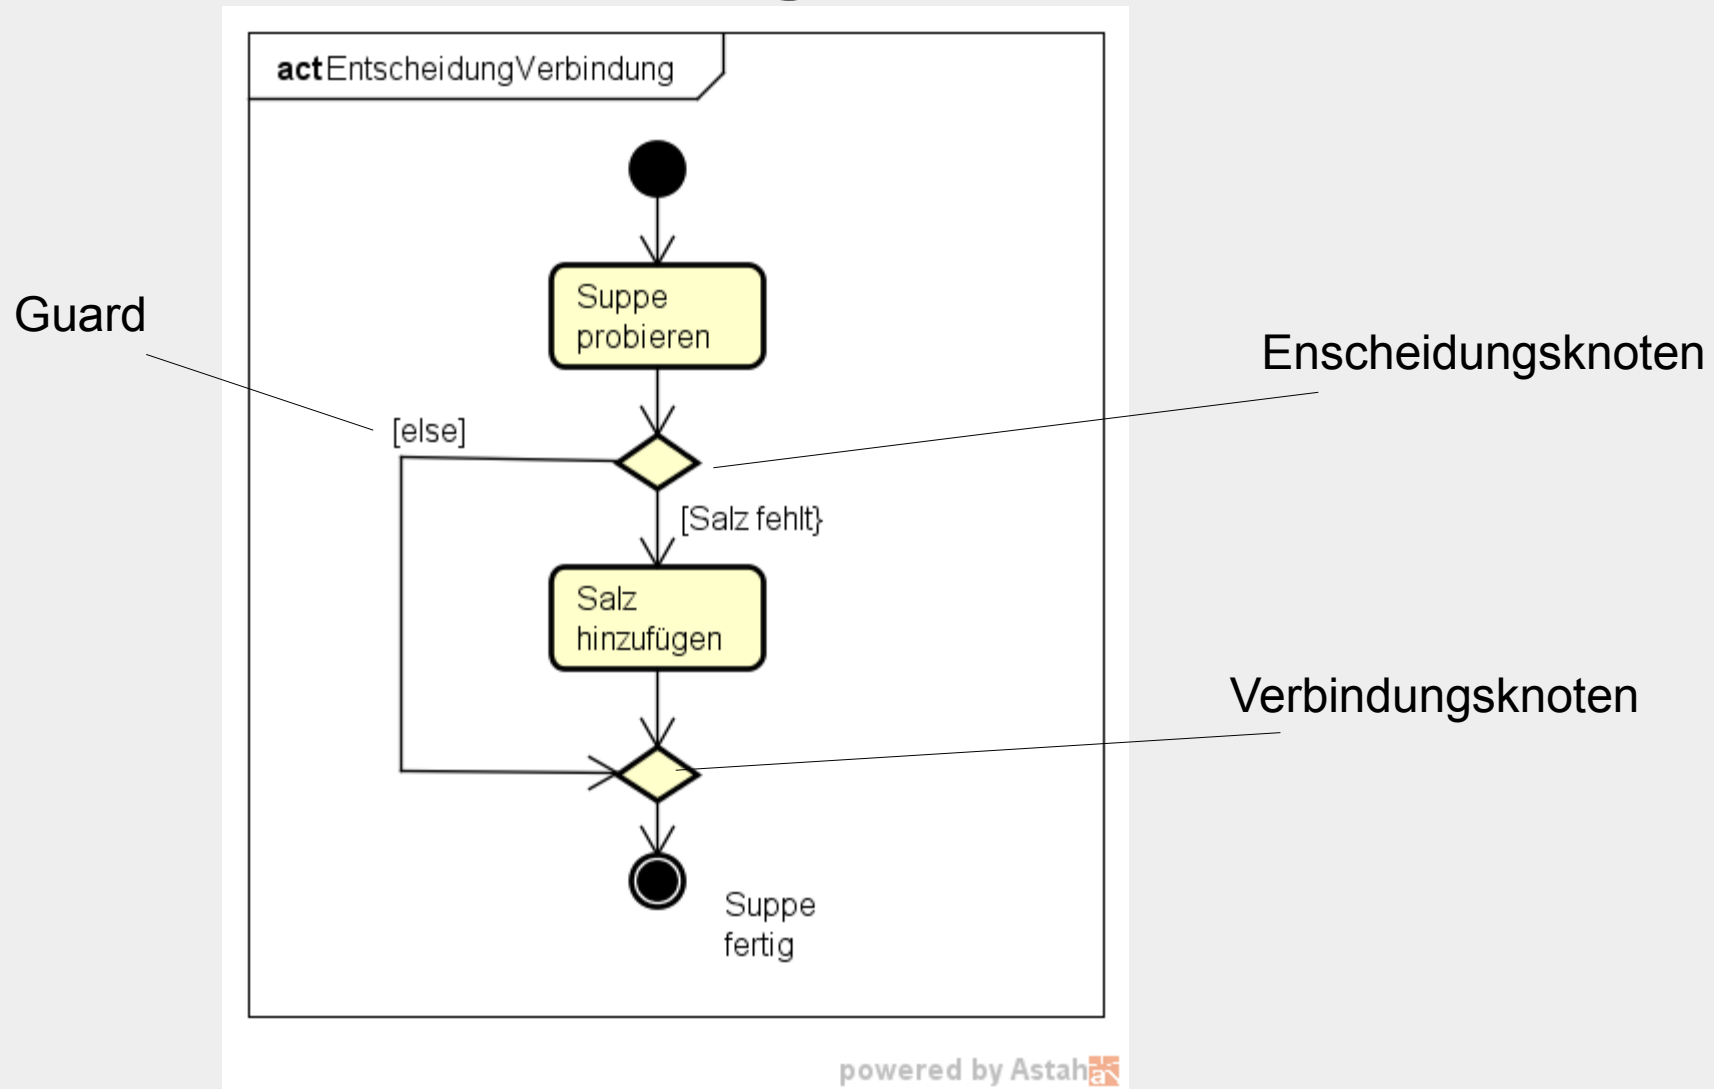 act EntscheidungVerbindung
Suppe
probieren
Guard
Enscheidungsknoten
[else]
[Salz fehlt}
Salz
hinzufügen
Verbindungsknoten
Suppe
fertig
powered by Astah